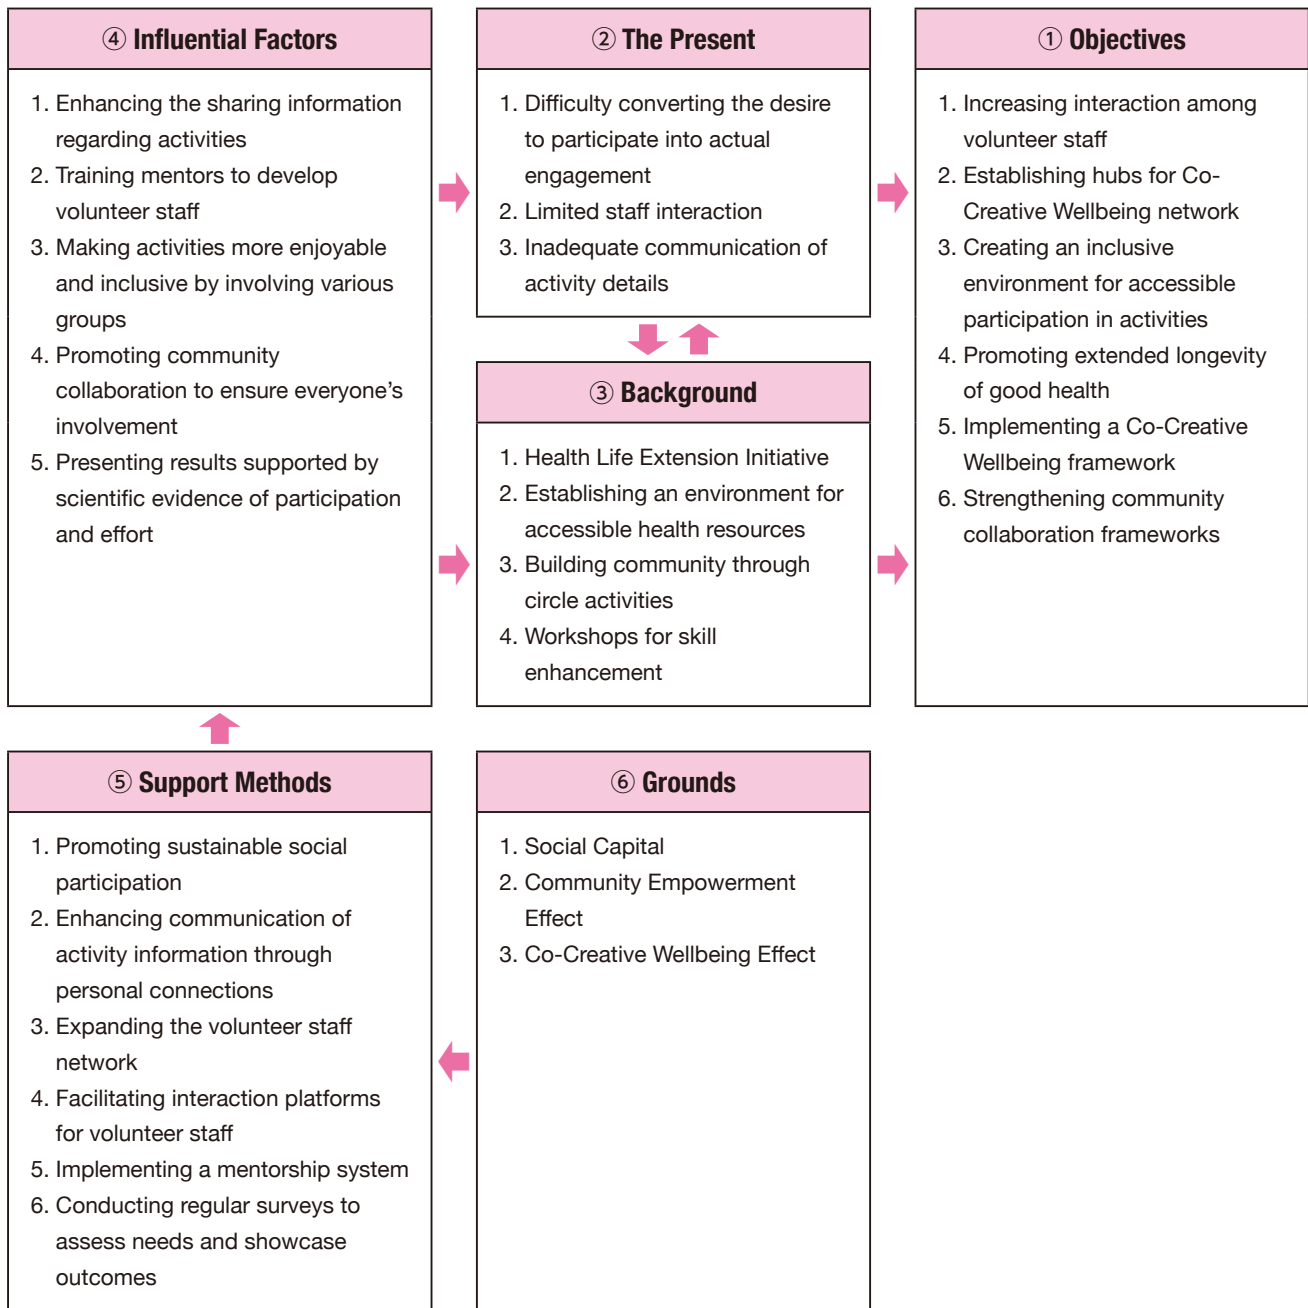 ④ Influential Factors
1. Enhancing the sharing information
regarding activities
2. Training mentors to develop
volunteer staff
3. Making activities more enjoyable
and inclusive by involving various
groups
4. Promoting community
collaboration to ensure everyone’s
involvement
5. Presenting results supported by
scientific evidence of participation
and effort
② The Present
1. Difficulty converting the desire
to participate into actual
engagement
2. Limited staff interaction
3. Inadequate communication of
activity details
③ Background
1. Health Life Extension Initiative
2. Establishing an environment for
accessible health resources
3. Building community through
circle activities
4. Workshops for skill
enhancement
① Objectives
1. Increasing interaction among
volunteer staff
2. Establishing hubs for Co-
Creative Wellbeing network
3. Creating an inclusive
environment for accessible
participation in activities
4. Promoting extended longevity
of good health
5. Implementing a Co-Creative
Wellbeing framework
6. Strengthening community
collaboration frameworks
⑤ Support Methods
1. Promoting sustainable social
participation
2. Enhancing communication of
activity information through
personal connections
3. Expanding the volunteer staff
network
4. Facilitating interaction platforms
for volunteer staff
5. Implementing a mentorship system
6. Conducting regular surveys to
assess needs and showcase
outcomes
⑥ Grounds
1. Social Capital
2. Community Empowerment
Effect
3. Co-Creative Wellbeing Effect